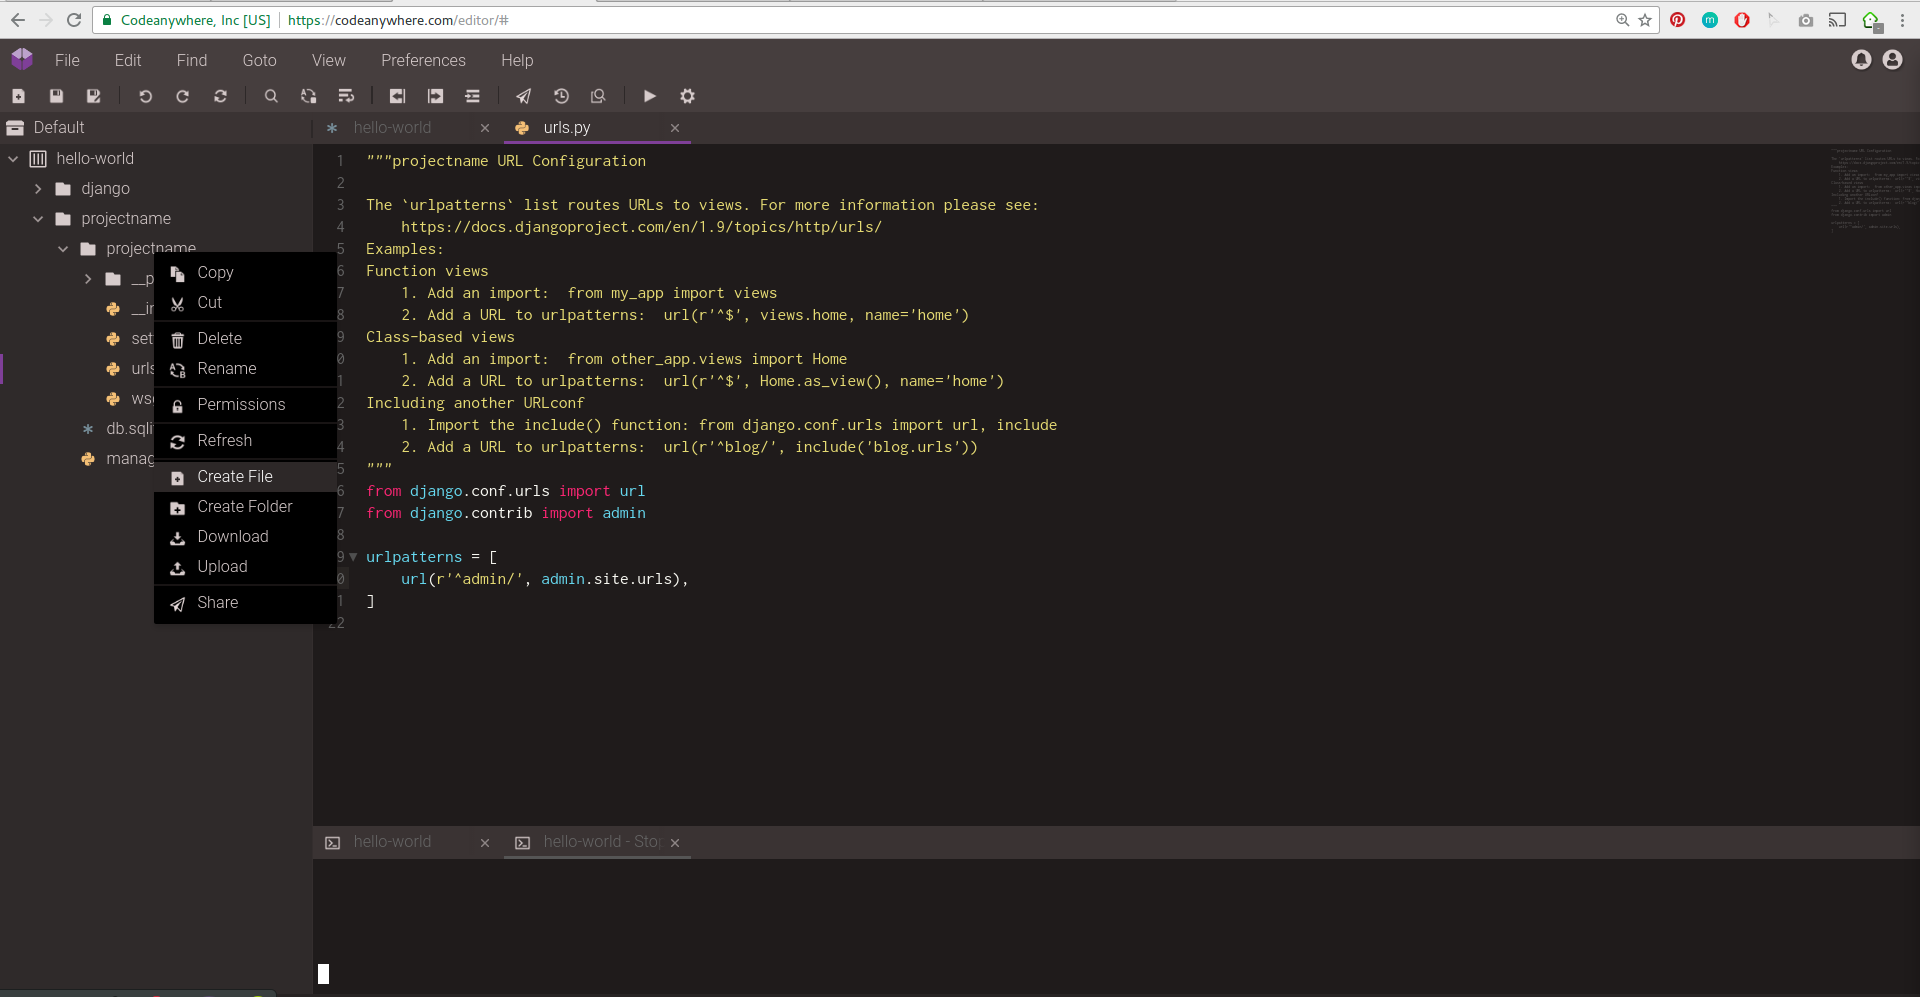 Codeanywhere, Inc [US] https://codeanywhere.com/editor/#
File Edit Find Goto View Preferences Help
Default
hello-world
django
projectname
projectname
__p
__in
set
urls
ws
db.sqli
manag
Copy
Cut
Delete
Rename
Permissions
Refresh
Create File
Create Folder
Download
Upload
Share
hello-world
urls.py
1 """projectname URL Configuration
2
3 The `urlpatterns` list routes URLs to views. For more information please see:
4 https://docs.djangoproject.com/en/1.9/topics/http/urls/
5 Examples:
6 Function views
7 1. Add an import:  from my_app import views
8 2. Add a URL to urlpatterns:  url(r'^$', views.home, name='home')
9 Class-based views
0 1. Add an import:  from other_app.views import Home
1 2. Add a URL to urlpatterns:  url(r'^$', Home.as_view(), name='home')
2 Including another URLconf
3 1. Import the include() function: from django.conf.urls import url, include
4 2. Add a URL to urlpatterns:  url(r'^blog/', include('blog.urls'))
5 """
6 from django.conf.urls import url
7 from django.contrib import admin
8
9 urlpatterns = [
0 url(r'^admin/', admin.site.urls),
1 ]
22
hello-world
hello-world - Sto